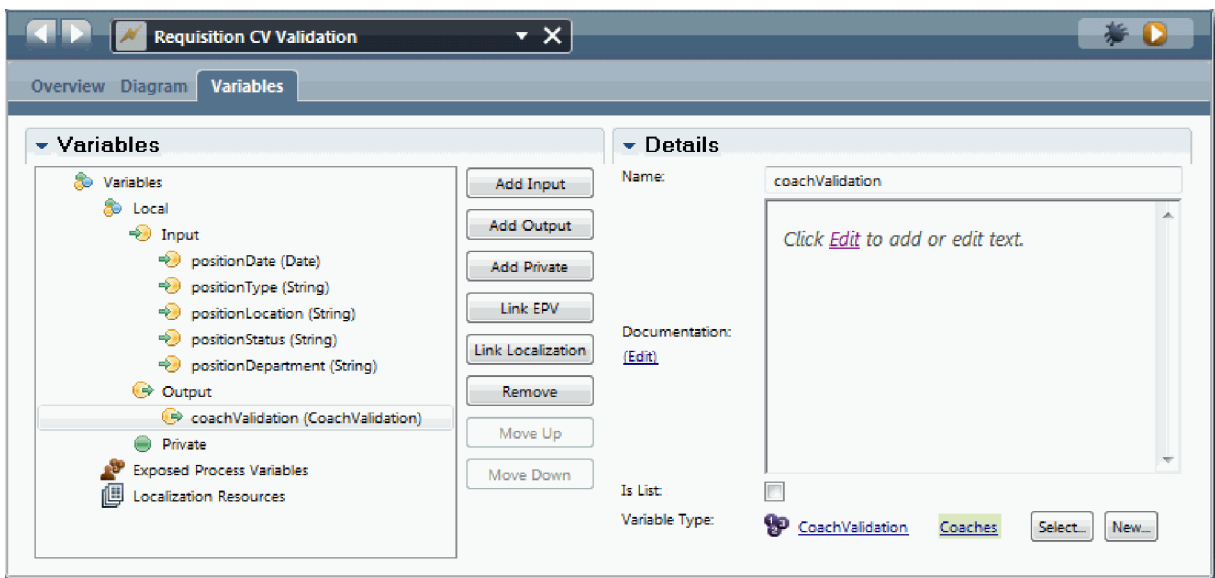 Requisition CV Validation
Overview Diagram Variables
Variables
Variables
Local
Input
positionDate (Date)
positionType (String)
positionLocation (String)
positionStatus (String)
positionDepartment (String)
Output
coachValidation (CoachValidation)
Private
Exposed Process Variables
Localization Resources
Add Input
Add Output
Add Private
Link EPV
Link Localization
Remove
Move Up
Move Down
Details
Name: coachValidation
Click Edit to add or edit text.
Documentation:
(Edit)
Is List:
Variable Type: CoachValidation Coaches Select... New...